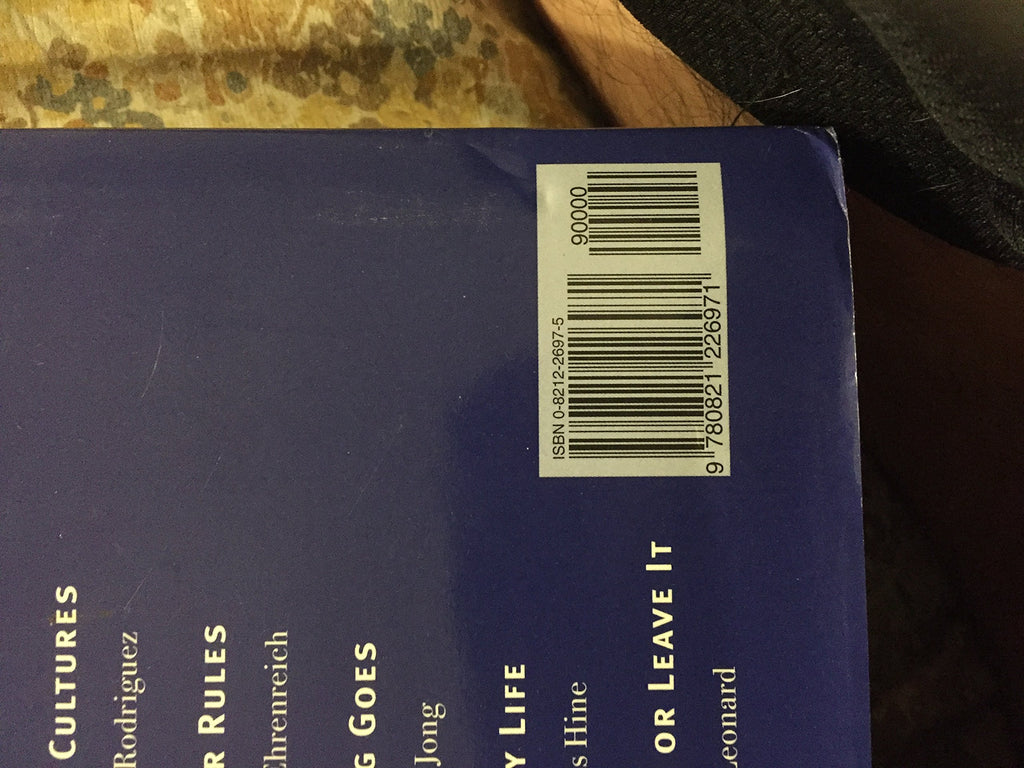 CULTURES
Rodriguez
RULES
Ehrenreich
GOES
Jong
LIFE
Hine
OR LEAVE IT
Leonard
90000
ISBN 0-8212-2697-5
9 780821 226971